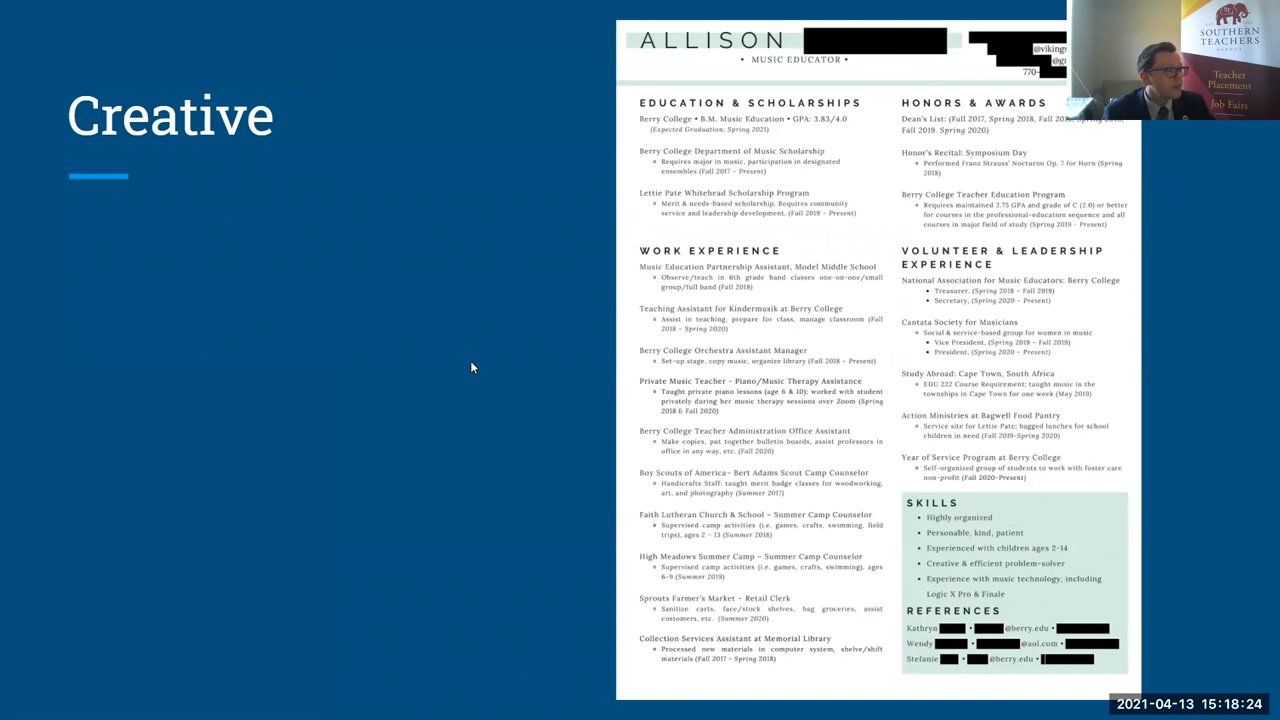 Creative
ALLISON
• MUSIC EDUCATOR •
@vikings
@g
770-
SOUTHERN
TEACHERS
AGENCY
Teacher
Placement
Job Fairs
EDUCATION & SCHOLARSHIPS
Berry College • B.M. Music Education • GPA: 3.83/4.0
(Expected Graduation: Spring 2021)
Berry College Department of Music Scholarship
Requires major in music, participation in designated
ensembles (Fall 2017 – Present)
Lettie Pate Whitehead Scholarship Program
Merit & needs-based scholarship. Requires community
service and leadership development. (Fall 2019 – Present)
WORK EXPERIENCE
Music Education Partnership Assistant, Model Middle School
Observe/teach in 6th grade band classes one-on-one/small
group/full band (Fall 2018)
Teaching Assistant for Kindermusik at Berry College
Assist in teaching, prepare for class, manage classroom (Fall
2018 – Spring 2020)
Berry College Orchestra Assistant Manager
Set-up stage, copy music, organize library (Fall 2018 – Present)
Private Music Teacher - Piano/Music Therapy Assistance
Taught private piano lessons (age 6 & 10); worked with student
privately during her music therapy sessions over Zoom (Spring
2018 & Fall 2020)
Berry College Teacher Administration Office Assistant
Make copies, put together bulletin boards, assist professors in
office in any way, etc. (Fall 2020)
Boy Scouts of America– Bert Adams Scout Camp Counselor
Handicrafts Staff: taught merit badge classes for woodworking,
art, and photography (Summer 2017)
Faith Lutheran Church & School – Summer Camp Counselor
Supervised camp activities (i.e. games, crafts, swimming, field
trips), ages 2 – 13 (Summer 2018)
High Meadows Summer Camp – Summer Camp Counselor
Supervised camp activities (i.e. games, crafts, swimming), ages
6-9 (Summer 2019)
Sprouts Farmer's Market – Retail Clerk
Sanitize carts, face/stock shelves, bag groceries, assist
customers, etc. (Summer 2020)
Collection Services Assistant at Memorial Library
Processed new materials in computer system, shelve/shift
materials (Fall 2017 – Spring 2018)
HONORS & AWARDS
Dean's List: (Fall 2017, Spring 2018, Fall 2018, Spring 2019,
Fall 2019. Spring 2020)
Honor's Recital: Symposium Day
Performed Franz Strauss' Nocturno Op. 7 for Horn (Spring
2018)
Berry College Teacher Education Program
Requires maintained 2.75 GPA and grade of C (2.0) or better
for courses in the professional-education sequence and all
courses in major field of study (Spring 2019 – Present)
VOLUNTEER & LEADERSHIP
EXPERIENCE
National Association for Music Educators: Berry College
Treasurer, (Spring 2018 – Fall 2019)
Secretary, (Spring 2020 – Present)
Cantata Society for Musicians
Social & service-based group for women in music
Vice President, (Spring 2019 – Fall 2019)
President, (Spring 2020 – Present)
Study Abroad: Cape Town, South Africa
EDU 222 Course Requirement; taught music in the
townships in Cape Town for one week (May 2019)
Action Ministries at Bagwell Food Pantry
Service site for Lettie Pate; bagged lunches for school
children in need (Fall 2019-Spring 2020)
Year of Service Program at Berry College
Self-organized group of students to work with foster care
non-profit (Fall 2020-Present)
SKILLS
Highly organized
Personable, kind, patient
Experienced with children ages 2-14
Creative & efficient problem-solver
Experience with music technology, including
Logic X Pro & Finale
REFERENCES
Kathryn • @berry.edu •
Wendy • @aol.com •
Stefanie • @berry.edu •
2021-04-13 15:18:24